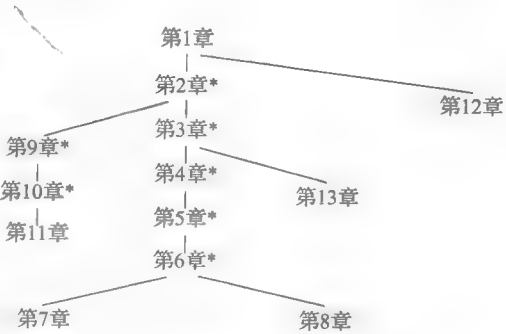 第1章
第2章*
第12章
第3章*
第9章*
第4章*
第10章*
第13章
第5章*
第11章
第6章*
第7章
第8章